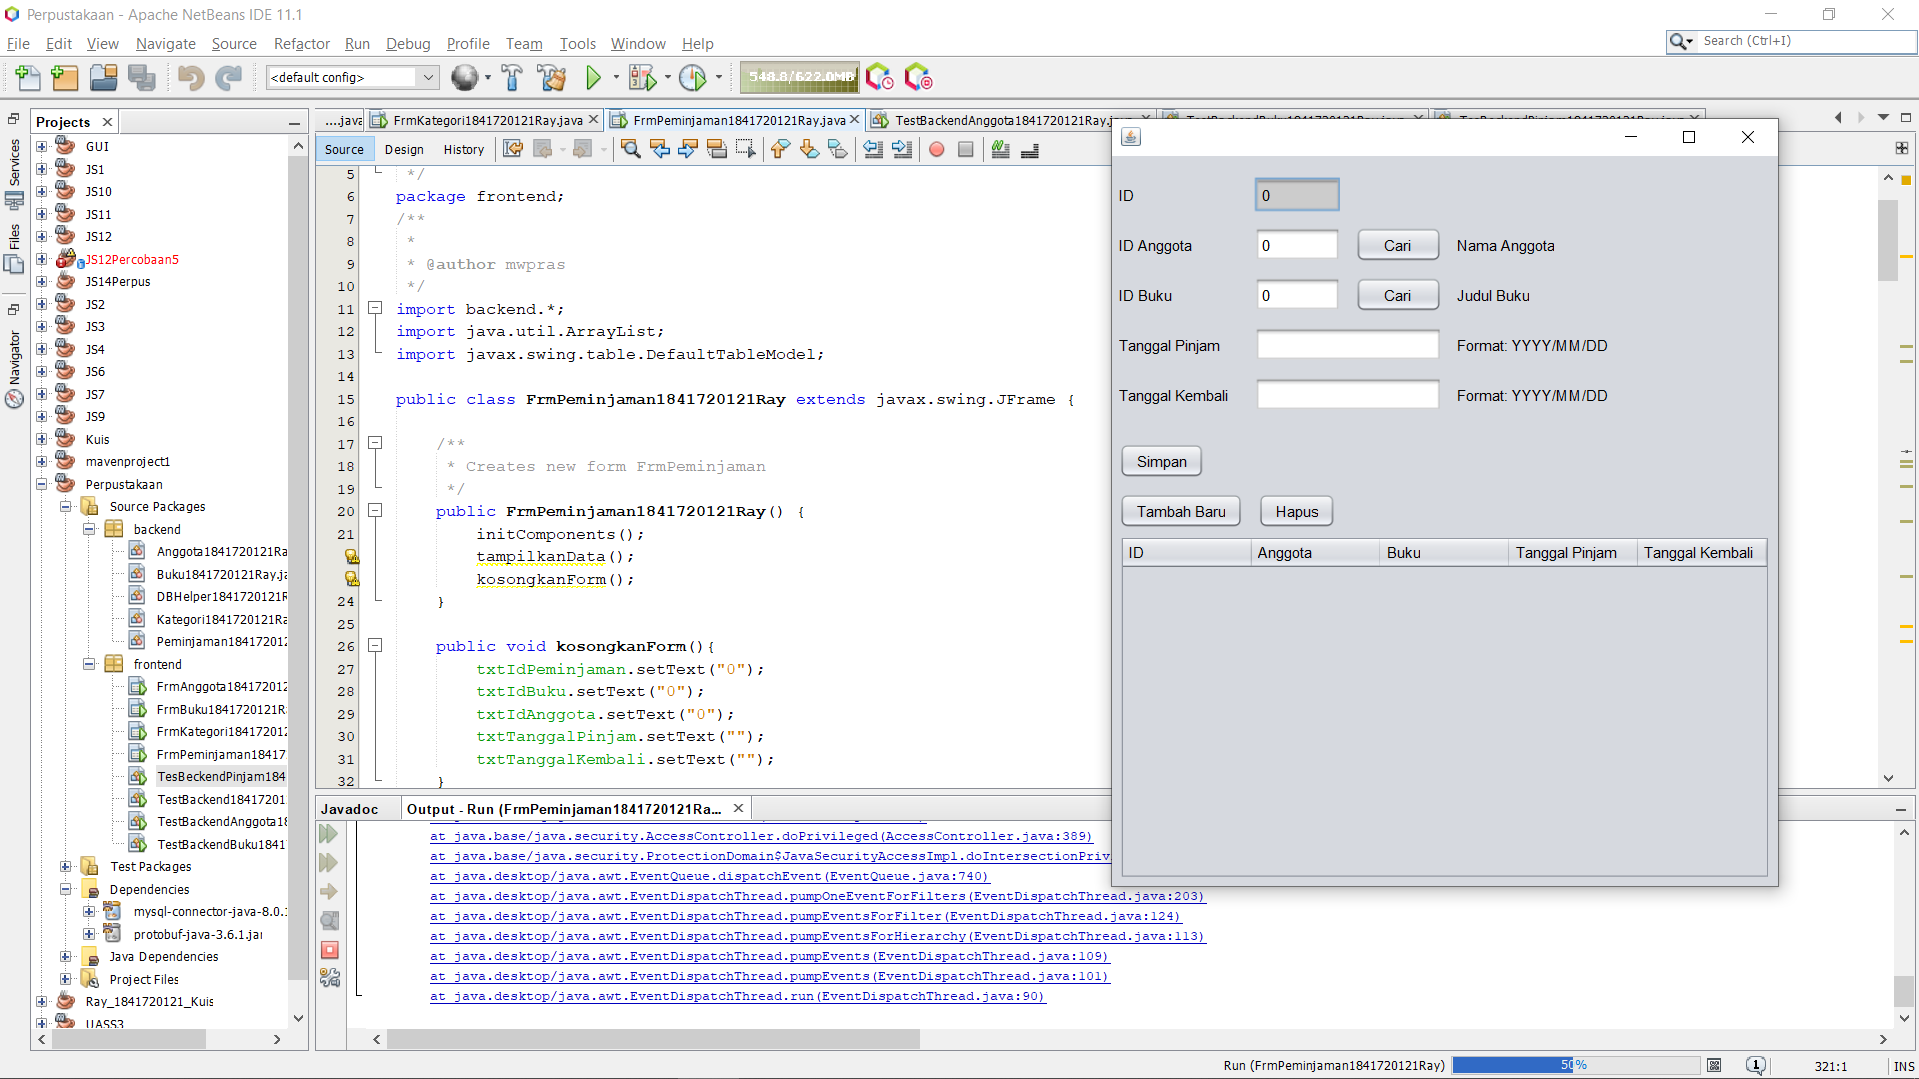 Perpustakaan - Apache NetBeans IDE 11.1
File Edit View Navigate Source Refactor Run Debug Profile Team Tools Window Help
Search (Ctrl+I)
<default config>
548.8/622.0MB
Projects
Services
Files
Navigator
GUI
JS1
JS10
JS11
JS12
JS12Percobaan5
JS14Perpus
JS2
JS3
JS4
JS6
JS7
JS9
Kuis
mavenproject1
Perpustakaan
Source Packages
backend
Anggota1841720121Ra
Buku1841720121Ray.ja
DBHelper1841720121R
Kategori1841720121Ra
Peminjaman184172012
frontend
FrmAnggota184172012
FrmBuku1841720121R
FrmKategori184172012
FrmPeminjaman18417
TesBeckendPinjam184
TestBackend18417201
TestBackendAnggota18
TestBackendBuku1841
Test Packages
Dependencies
mysql-connector-java-8.0.1
protobuf-java-3.6.1.jar
Java Dependencies
Project Files
Ray_1841720121_Kuis
UASS3
....java FrmKategori1841720121Ray.java FrmPeminjaman1841720121Ray.java TestBackendAnggota1841720121Ray.
Source Design History
5 */
6 package frontend;
7 /**
8 *
9 * @author mwpras
10 */
11 import backend.*;
12 import java.util.ArrayList;
13 import javax.swing.table.DefaultTableModel;
14
15 public class FrmPeminjaman1841720121Ray extends javax.swing.JFrame {
16
17 /**
18 * Creates new form FrmPeminjaman
19 */
20 public FrmPeminjaman1841720121Ray() {
21 initComponents();
tampilkanData();
kosongkanForm();
24 }
25
26 public void kosongkanForm(){
27 txtIdPeminjaman.setText("0");
28 txtIdBuku.setText("0");
29 txtIdAnggota.setText("0");
30 txtTanggalPinjam.setText("");
31 txtTanggalKembali.setText("");
32 }
ID 0
ID Anggota 0 Cari Nama Anggota
ID Buku 0 Cari Judul Buku
Tanggal Pinjam Format: YYYY/MM/DD
Tanggal Kembali Format: YYYY/MM/DD
Simpan
Tambah Baru Hapus
ID Anggota Buku Tanggal Pinjam Tanggal Kembali
Javadoc Output - Run (FrmPeminjaman1841720121Ra...
at java.base/java.security.AccessController.doPrivileged(AccessController.java:389)
at java.base/java.security.ProtectionDomain$JavaSecurityAccessImpl.doIntersectionPriv
at java.desktop/java.awt.EventQueue.dispatchEvent(EventQueue.java:740)
at java.desktop/java.awt.EventDispatchThread.pumpOneEventForFilters(EventDispatchThread.java:203)
at java.desktop/java.awt.EventDispatchThread.pumpEventsForFilter(EventDispatchThread.java:124)
at java.desktop/java.awt.EventDispatchThread.pumpEventsForHierarchy(EventDispatchThread.java:113)
at java.desktop/java.awt.EventDispatchThread.pumpEvents(EventDispatchThread.java:109)
at java.desktop/java.awt.EventDispatchThread.pumpEvents(EventDispatchThread.java:101)
at java.desktop/java.awt.EventDispatchThread.run(EventDispatchThread.java:90)
Run (FrmPeminjaman1841720121Ray) 50% 1 321:1 INS